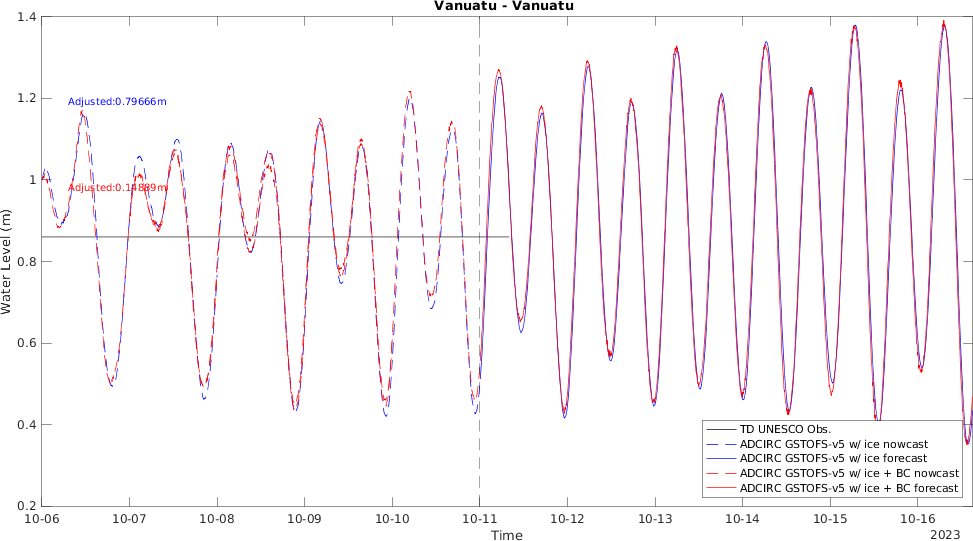 Vanuatu - Vanuatu
1.4
1.2
1
0.8
0.6
0.4
0.2
Water Level (m)
Adjusted:0.79666m
Adjusted:0.14889m
TD UNESCO Obs.
ADCIRC GSTOFS-v5 w/ ice nowcast
ADCIRC GSTOFS-v5 w/ ice forecast
ADCIRC GSTOFS-v5 w/ ice + BC nowcast
ADCIRC GSTOFS-v5 w/ ice + BC forecast
10-06 10-07 10-08 10-09 10-10 10-11 10-12 10-13 10-14 10-15 10-16
Time
2023